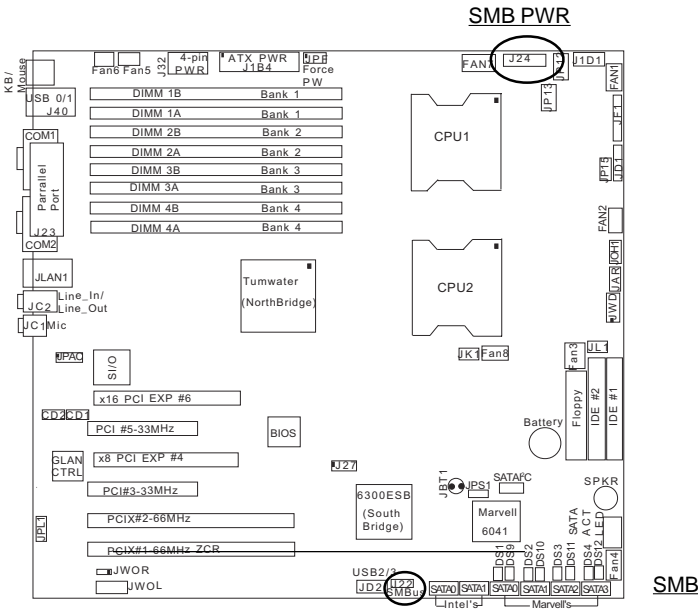 SMB PWR
KB/
Mouse
Fan6 Fan5
J32
4-pin
PWR
ATX PWR
J1B4
JPF
Force
PW
FAN7
J24
JP12
J1D1
FAN1
USB 0/1
J40
DIMM 1B Bank 1
DIMM 1A Bank 1
DIMM 2B Bank 2
DIMM 2A Bank 2
DIMM 3B Bank 3
DIMM 3A Bank 3
DIMM 4B Bank 4
DIMM 4A Bank 4
JP13
CPU1
JF1
JP15
JD1
COM1
Parrallel
Port
J23
COM2
FAN2
JLAN1
Tumwater
(NorthBridge)
CPU2
JOH1
JAR
JWD
JC2
Line_In/
Line_Out
JC1
Mic
JPAC
SI/O
JK1
Fan8
Fan3
JL1
x16 PCI EXP #6
Floppy
IDE #2
IDE #1
CD2
CD1
PCI #5-33MHz
BIOS
Battery
GLAN
CTRL
x8 PCI EXP #4
J27
JBT1
JPS1
SATAI²C
SPKR
PCI#3-33MHz
6300ESB
(South
Bridge)
Marvell
6041
JPL1
PCIX#2-66MHz
PCIX#1-66MHz ZCR
DS1
DS9
DS2
DS10
DS3
DS11
SATA
ACT
LED
DS4
DS12
Fan4
JWOR
JWOL
USB2/3
JD2
J22
SMBus
SATA0
SATA1
SATA0
SATA1
SATA2
SATA3
Intel's
Marvell's
SMB